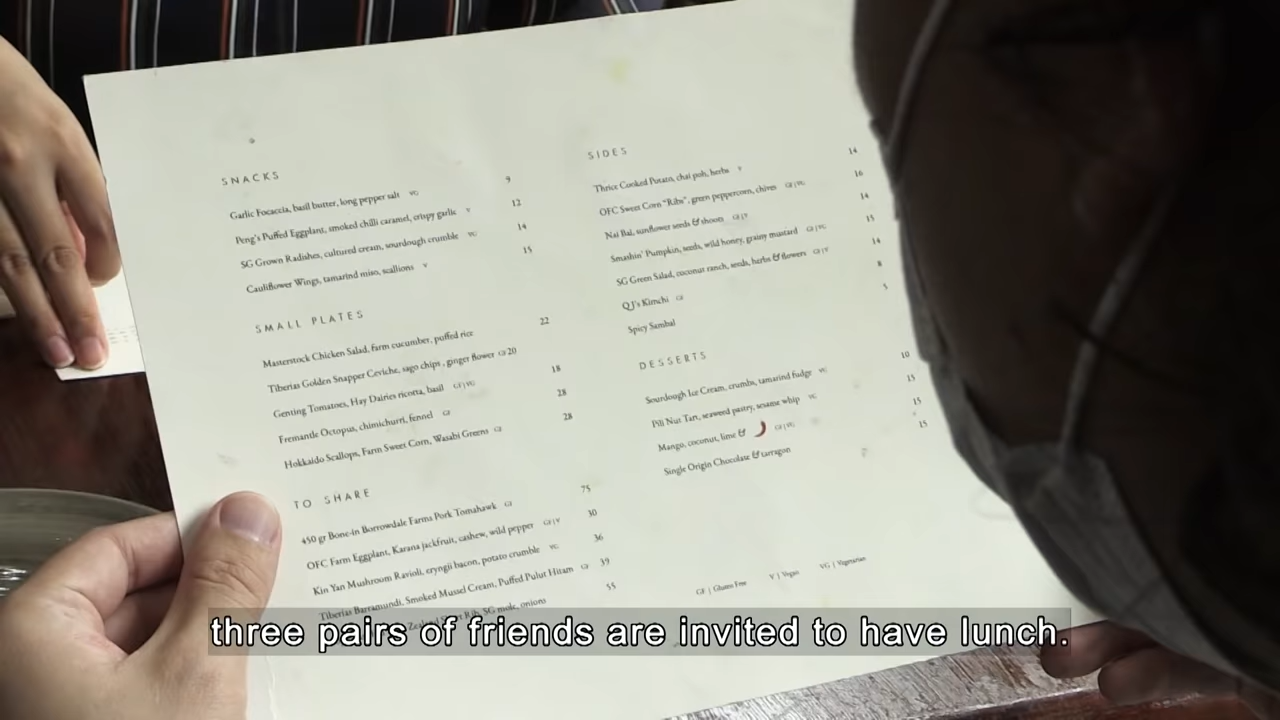 SNACKS
Garlic Focaccia, basil butter, long pepper salt VG 9
Peng's Puffed Eggplant, smoked chilli caramel, crispy garlic V 12
SG Grown Radishes, cultured cream, sourdough crumble VG 14
Cauliflower Wings, tamarind miso, scallions V 15
SMALL PLATES
Masterstock Chicken Salad, farm cucumber, puffed rice 22
Tiberias Golden Snapper Ceviche, sago chips, ginger flower GF 20
Genting Tomatoes, Hay Dairies ricotta, basil GF|VG 18
Fremantle Octopus, chimichurri, fennel GF 28
Hokkaido Scallops, Farm Sweet Corn, Wasabi Greens GF 28
TO SHARE
450 gr Bone-in Borrowdale Farms Pork Tomahawk GF 75
OFC Farm Eggplant, Karana jackfruit, cashew, wild pepper GF|V 30
Kin Yan Mushroom Ravioli, eryngii bacon, potato crumble VG 36
Tiberias Barramundi, Smoked Mussel Cream, Puffed Pulut Hitam GF 39
Rib, SG mole, onions 55
SIDES
Thrice Cooked Potato, chai poh, herbs V 14
OFC Sweet Corn "Ribs", green peppercorn, chives GF|VG 16
Nai Bai, sunflower seeds & shoots GF|V 14
Smashin' Pumpkin, seeds, wild honey, grainy mustard GF|VG 15
SG Green Salad, coconut ranch, seeds, herbs & flowers GF|V 14
QJ's Kimchi GF 8
Spicy Sambal 5
DESSERTS
Sourdough Ice Cream, crumbs, tamarind fudge VG 10
Pili Nut Tart, seaweed pastry, sesame whip VG 15
Mango, coconut, lime & GF|VG 15
Single Origin Chocolate & tarragon 15
GF | Gluten Free V | Vegan VG | Vegetarian
three pairs of friends are invited to have lunch.